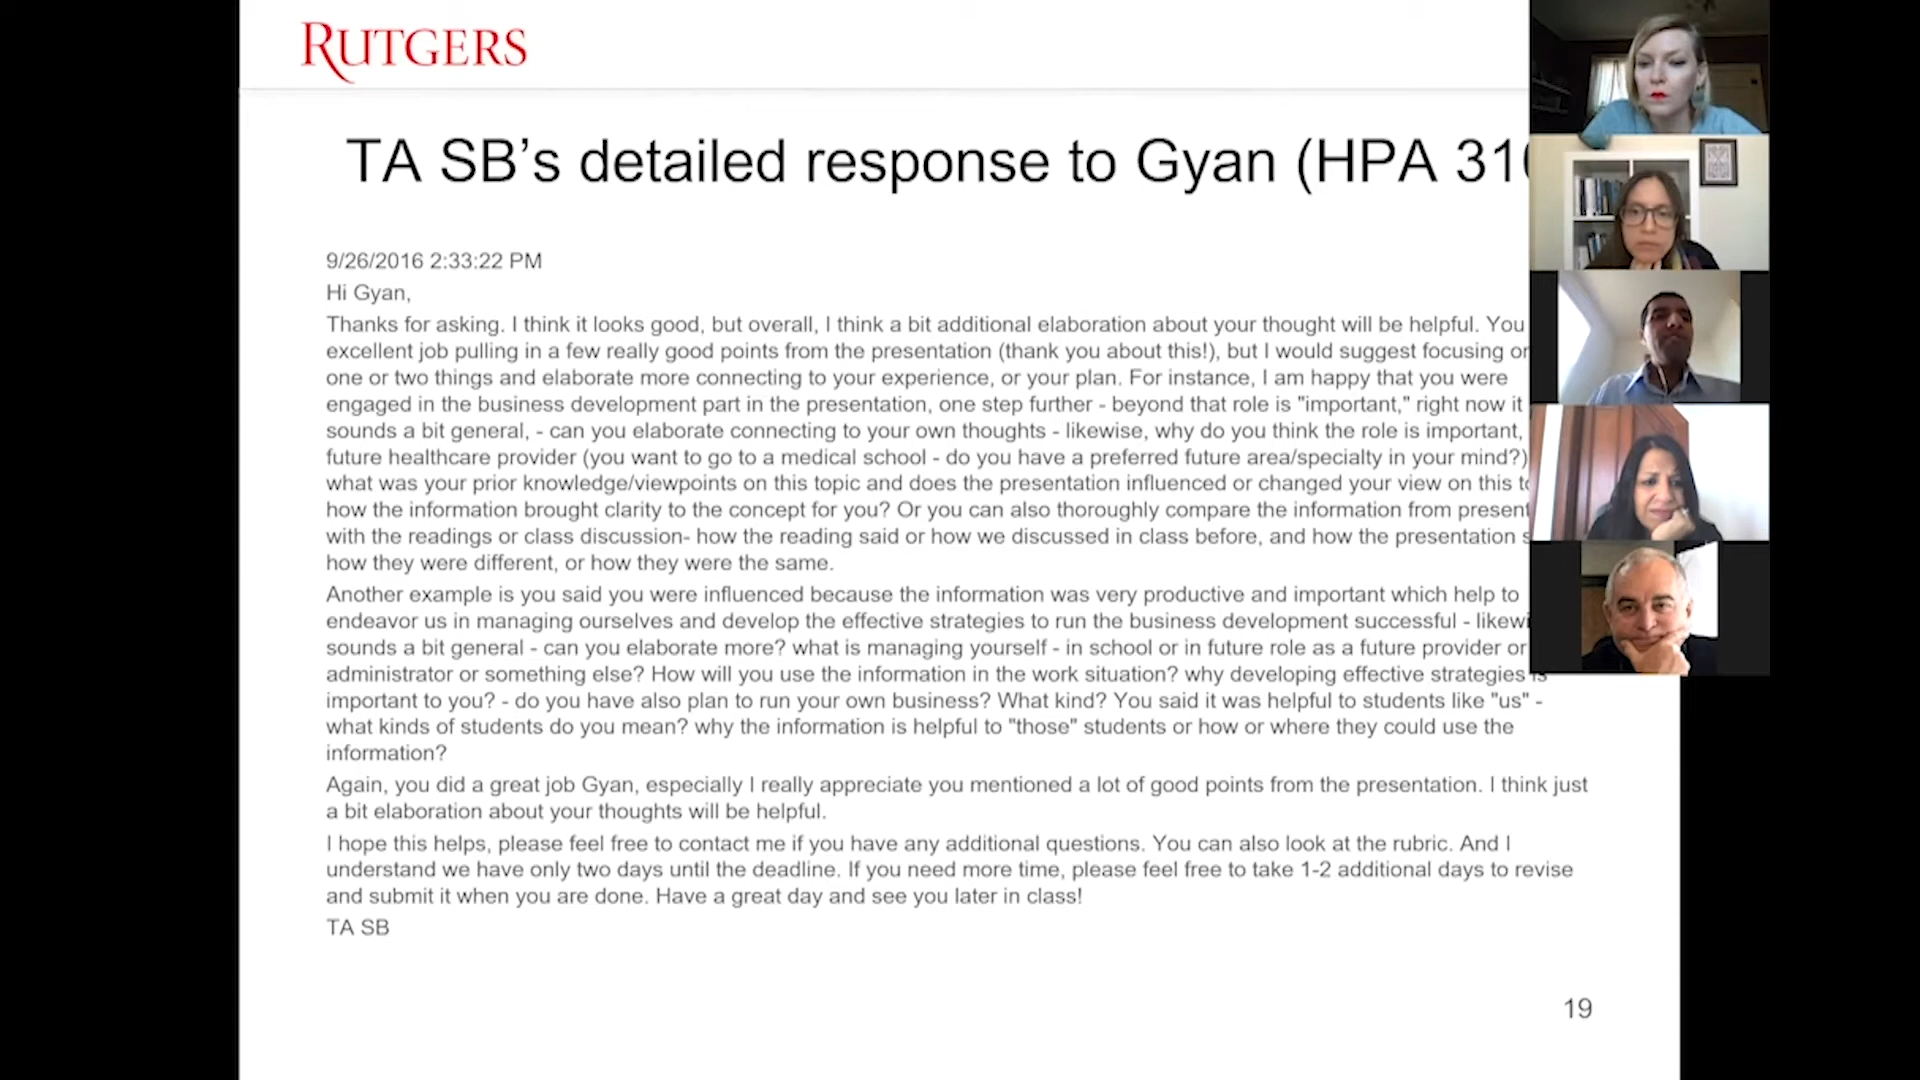 RUTGERS
TA SB’s detailed response to Gyan (HPA 310
9/26/2016 2:33:22 PM
Hi Gyan,
Thanks for asking. I think it looks good, but overall, I think a bit additional elaboration about your thought will be helpful. You
excellent job pulling in a few really good points from the presentation (thank you about this!), but I would suggest focusing on
one or two things and elaborate more connecting to your experience, or your plan. For instance, I am happy that you were
engaged in the business development part in the presentation, one step further - beyond that role is "important," right now it
sounds a bit general, - can you elaborate connecting to your own thoughts - likewise, why do you think the role is important,
future healthcare provider (you want to go to a medical school - do you have a preferred future area/specialty in your mind?)
what was your prior knowledge/viewpoints on this topic and does the presentation influenced or changed your view on this
how the information brought clarity to the concept for you? Or you can also thoroughly compare the information from
with the readings or class discussion- how the reading said or how we discussed in class before, and how the presentation
how they were different, or how they were the same.
Another example is you said you were influenced because the information was very productive and important which help to
endeavor us in managing ourselves and develop the effective strategies to run the business development successful -
sounds a bit general - can you elaborate more? what is managing yourself - in school or in future role as a future provider or
administrator or something else? How will you use the information in the work situation? why developing effective strategies is
important to you? - do you have also plan to run your own business? What kind? You said it was helpful to students like "us" -
what kinds of students do you mean? why the information is helpful to "those" students or how or where they could use the
information?
Again, you did a great job Gyan, especially I really appreciate you mentioned a lot of good points from the presentation. I think just
a bit elaboration about your thoughts will be helpful.
I hope this helps, please feel free to contact me if you have any additional questions. You can also look at the rubric. And I
understand we have only two days until the deadline. If you need more time, please feel free to take 1-2 additional days to revise
and submit it when you are done. Have a great day and see you later in class!
TA SB
19